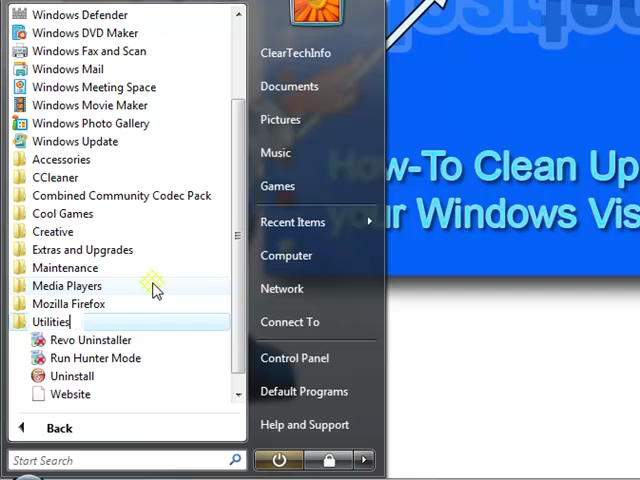 Windows Defender
Windows DVD Maker
Windows Fax and Scan
Windows Mail
Windows Meeting Space
Windows Movie Maker
Windows Photo Gallery
Windows Update
Accessories
CCleaner
Combined Community Codec Pack
Cool Games
Creative
Extras and Upgrades
Maintenance
Media Players
Mozilla Firefox
Utilities
Revo Uninstaller
Run Hunter Mode
Uninstall
Website
Back
Start Search
ClearTechInfo
Documents
Pictures
Music
Games
Recent Items
Computer
Network
Connect To
Control Panel
Default Programs
Help and Support
How-To Clean Up
your Windows Vis